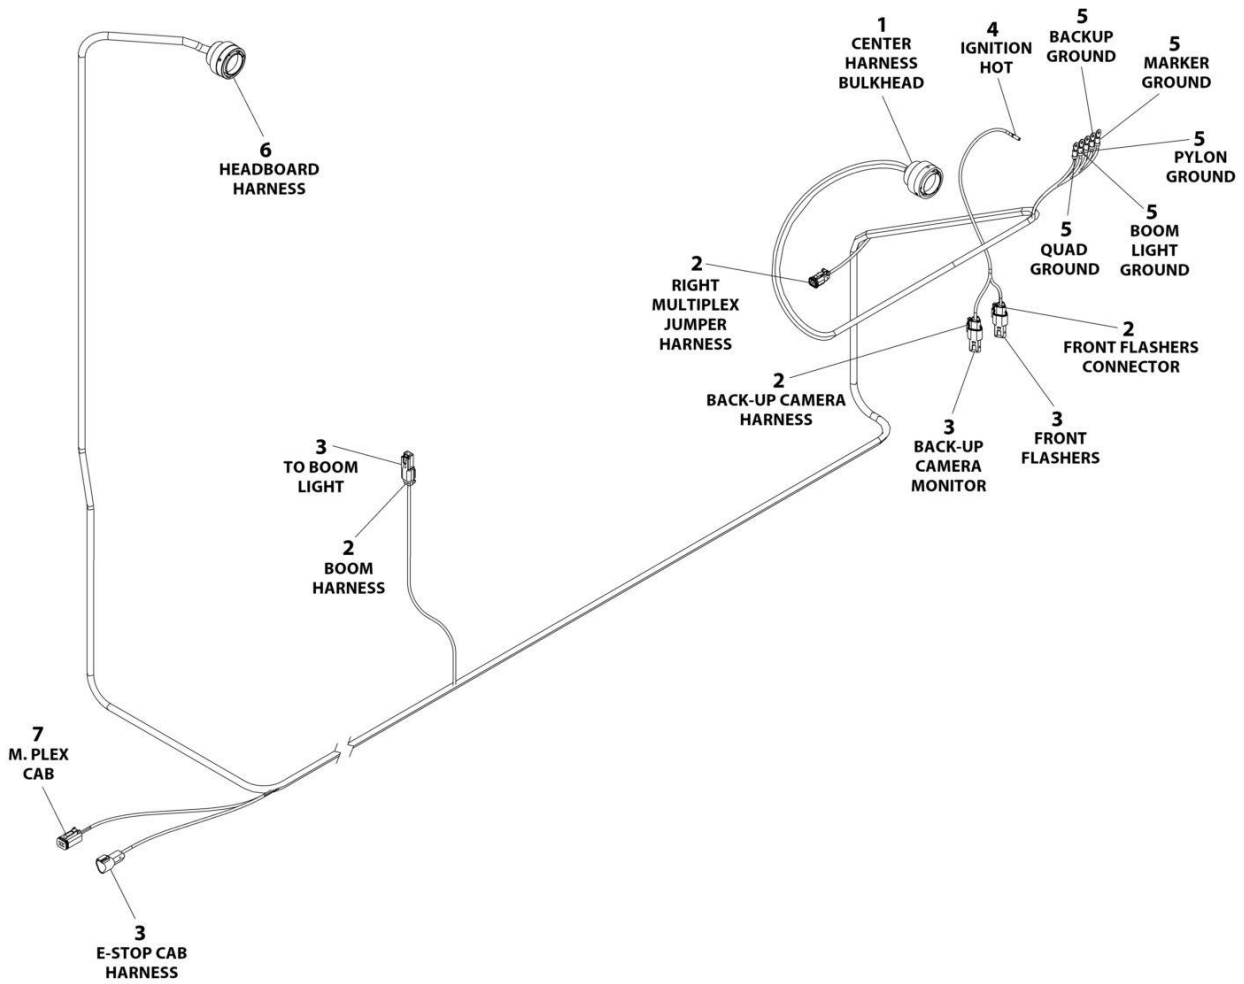 1
CENTER
HARNESS
BULKHEAD
4
IGNITION
HOT
5
BACKUP
GROUND
5
MARKER
GROUND
5
PYLON
GROUND
5
BOOM
LIGHT
GROUND
5
QUAD
GROUND
6
HEADBOARD
HARNESS
2
RIGHT
MULTIPLEX
JUMPER
HARNESS
2
FRONT FLASHERS
CONNECTOR
2
BACK-UP CAMERA
HARNESS
3
BACK-UP
CAMERA
MONITOR
3
FRONT
FLASHERS
3
TO BOOM
LIGHT
2
BOOM
HARNESS
7
M. PLEX
CAB
3
E-STOP CAB
HARNESS